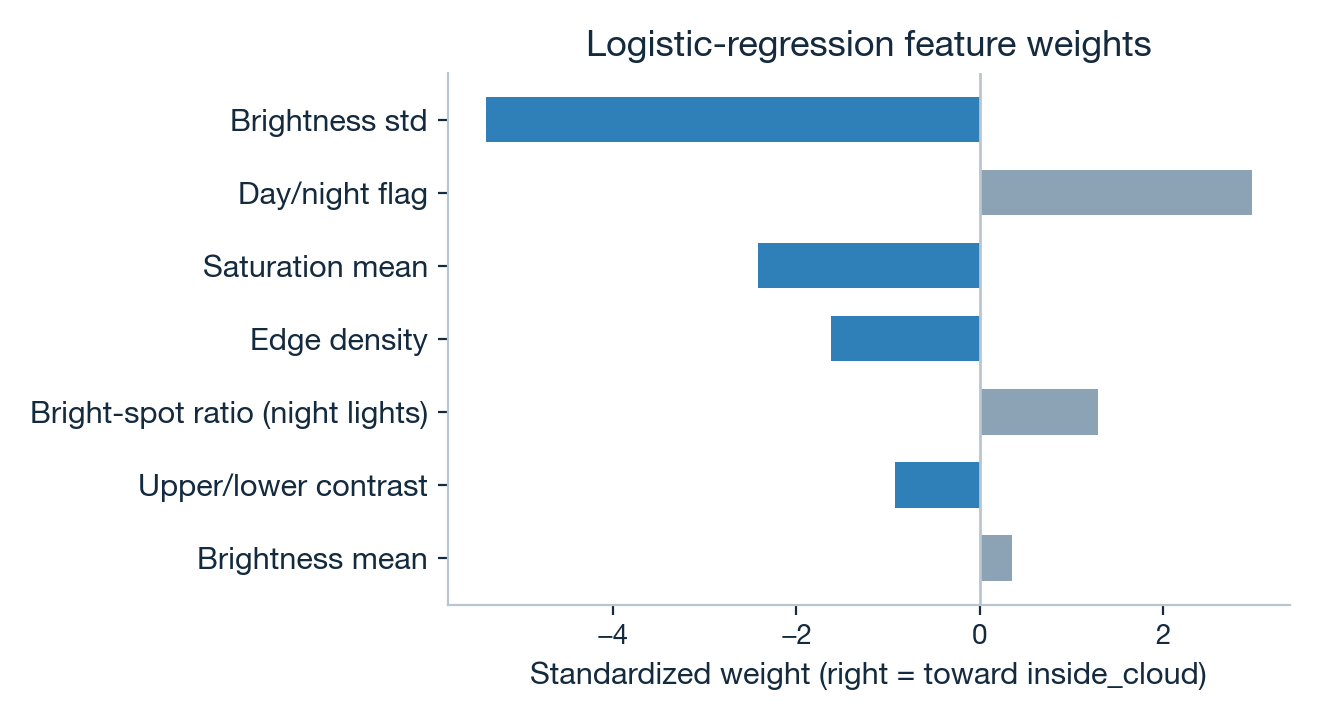 Logistic-regression feature weights
Brightness std
Day/night flag
Saturation mean
Edge density
Bright-spot ratio (night lights)
Upper/lower contrast
Brightness mean
−4 −2 0 2
Standardized weight (right = toward inside_cloud)